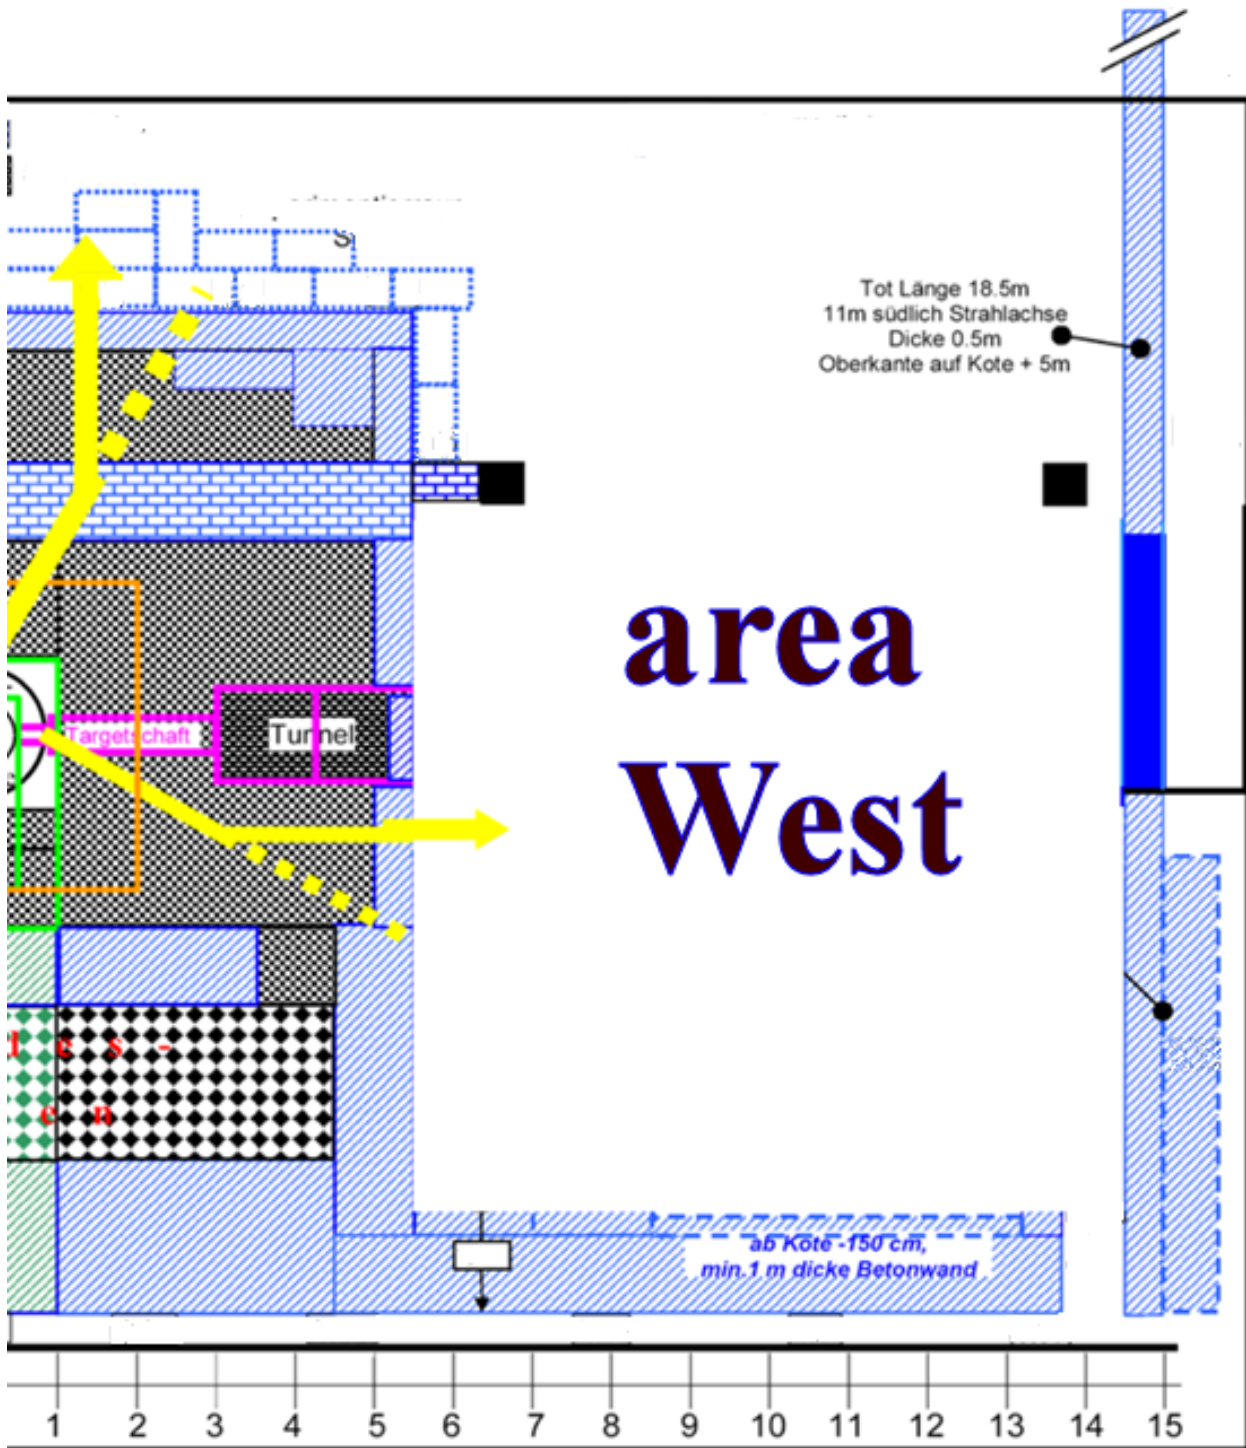 S
Tot Länge 18.5m
11m südlich Strahlachse
Dicke 0.5m
Oberkante auf Kote + 5m
area
West
Targetschaft
Tunnel
e s -
e n
ab Kote -150 cm,
min.1 m dicke Betonwand
1 2 3 4 5 6 7 8 9 10 11 12 13 14 15